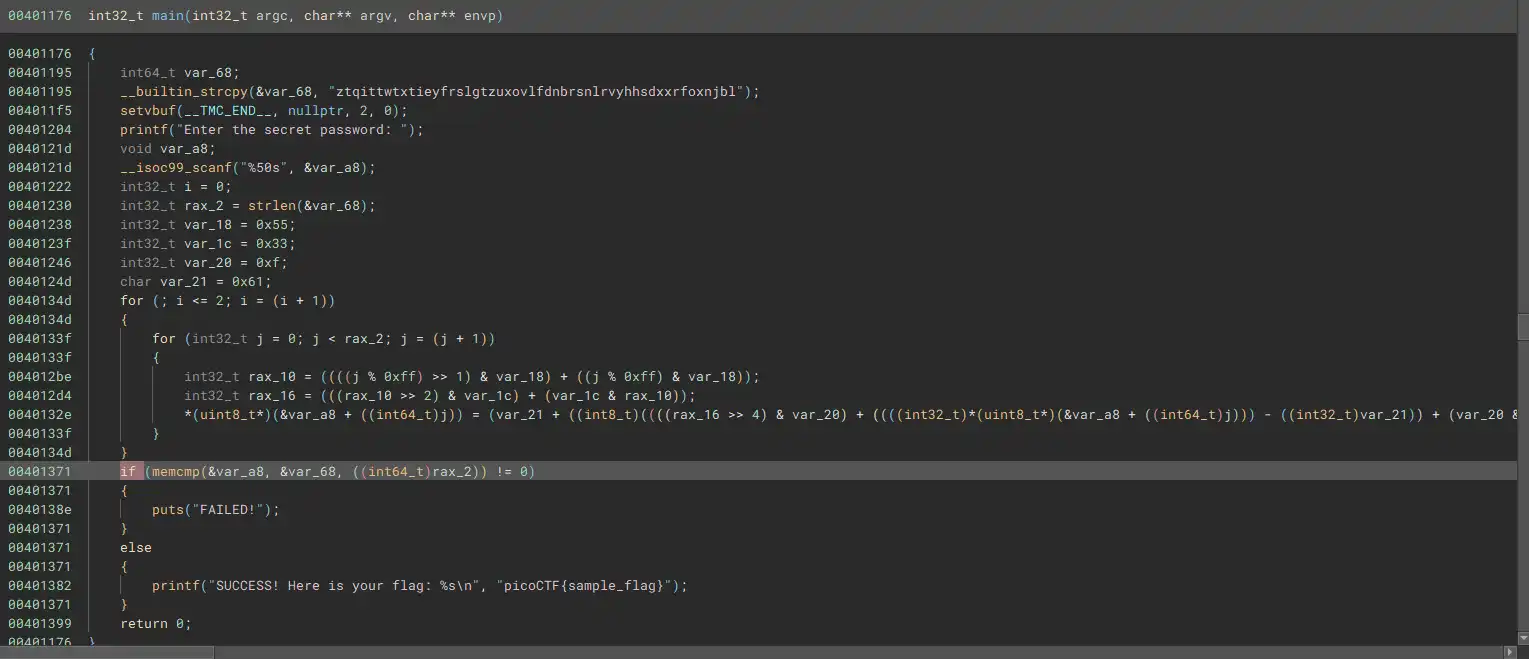 00401176 int32_t main(int32_t argc, char** argv, char** envp)
00401176 {
00401195 int64_t var_68;
00401195 __builtin_strcpy(&var_68, "ztqittwtxtieyfrslgtzuxovlfdnbrsnlrvyhhsdxxrfoxnjbl");
004011f5 setvbuf(__TMC_END__, nullptr, 2, 0);
00401204 printf("Enter the secret password: ");
0040121d void var_a8;
0040121d __isoc99_scanf("%50s", &var_a8);
00401222 int32_t i = 0;
00401230 int32_t rax_2 = strlen(&var_68);
00401238 int32_t var_18 = 0x55;
0040123f int32_t var_1c = 0x33;
00401246 int32_t var_20 = 0xf;
0040124d char var_21 = 0x61;
0040134d for (; i <= 2; i = (i + 1))
0040134d {
0040133f for (int32_t j = 0; j < rax_2; j = (j + 1))
0040133f {
004012be int32_t rax_10 = ((((j % 0xff) >> 1) & var_18) + ((j % 0xff) & var_18));
004012d4 int32_t rax_16 = (((rax_10 >> 2) & var_1c) + (var_1c & rax_10));
0040132e *(uint8_t*)(&var_a8 + ((int64_t)j)) = (var_21 + ((int8_t)((((rax_16 >> 4) & var_20) + ((((int32_t)*(uint8_t*)(&var_a8 + ((int64_t)j))) - ((int32_t)var_21)) + (var_20 &
0040133f }
0040134d }
00401371 if (memcmp(&var_a8, &var_68, ((int64_t)rax_2)) != 0)
00401371 {
0040138e puts("FAILED!");
00401371 }
00401371 else
00401371 {
00401382 printf("SUCCESS! Here is your flag: %s\n", "picoCTF{sample_flag}");
00401371 }
00401399 return 0;
00401176 }